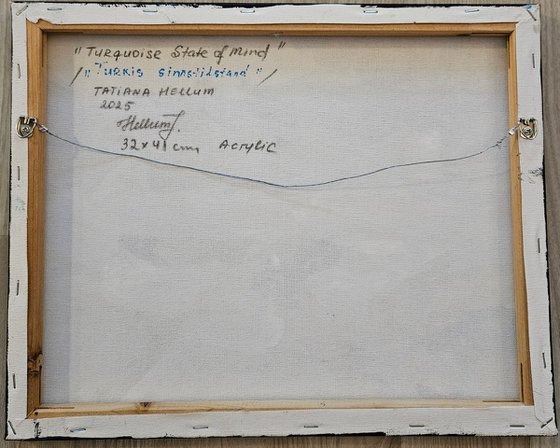 "Turquoise State of Mind"
/"Turkis sinnstilstand"/
TATIANA HELLUM
2025
Hellum T.
32x41 cm Acrylic